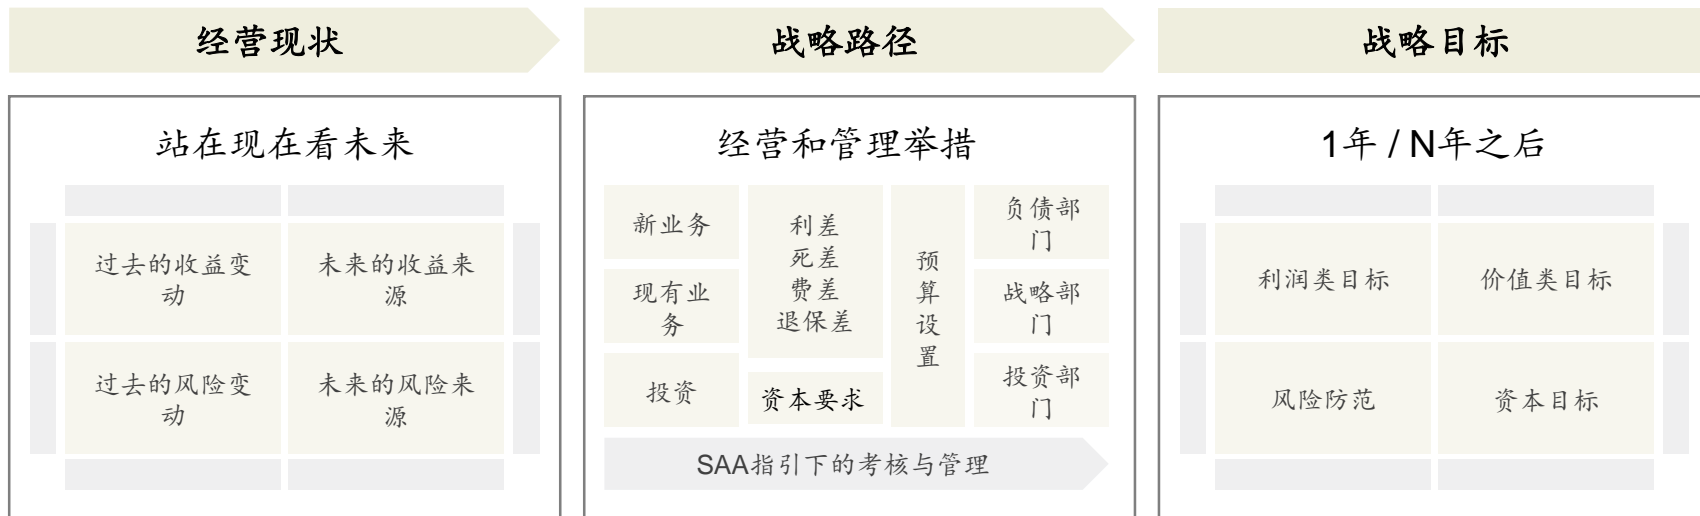 经营现状
战略路径
战略目标
站在现在看未来
过去的收益变
动
未来的收益来
源
过去的风险变
动
未来的风险来
源
经营和管理举措
新业务
现有业
务
投资
利差
死差
费差
退保差
资本要求
预
算
设
置
负债部
门
战略部
门
投资部
门
SAA指引下的考核与管理
1年 / N年之后
利润类目标
价值类目标
风险防范
资本目标